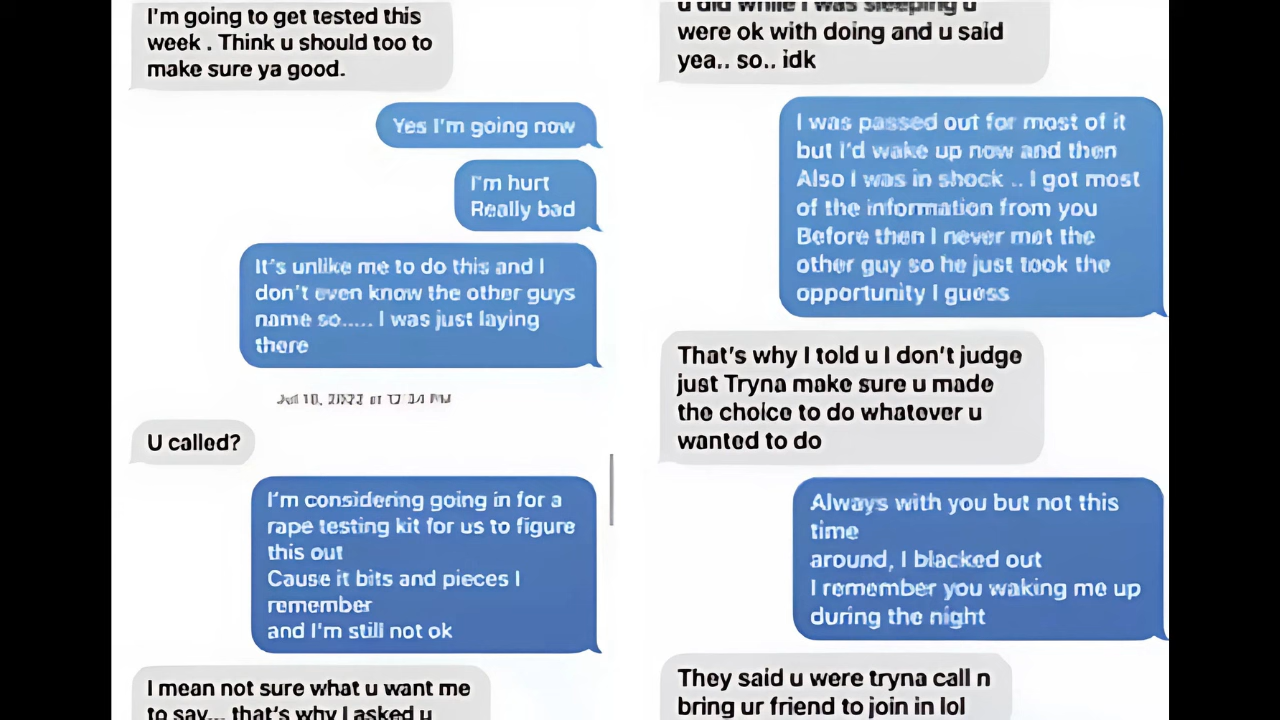 I'm going to get tested this
week . Think u should too to
make sure ya good.
Yes I'm going now
I'm hurt
Really bad
It's unlike me to do this and I
don't even know the other guys
name so..... I was just laying
there
U called?
I'm considering going in for a
rape testing kit for us to figure
this out
Cause it bits and pieces I
remember
and I'm still not ok
I mean not sure what u want me
to say... that's why I asked u
u did while I was sleeping u
were ok with doing and u said
yea.. so.. idk
I was passed out for most of it
but I'd wake up now and then
Also I was in shock .. I got most
of the information from you
Before then I never met the
other guy so he just took the
opportunity I guess
That's why I told u I don't judge
just Tryna make sure u made
the choice to do whatever u
wanted to do
Always with you but not this
time
around, I blacked out
I remember you waking me up
during the night
They said u were tryna call n
bring ur friend to join in lol